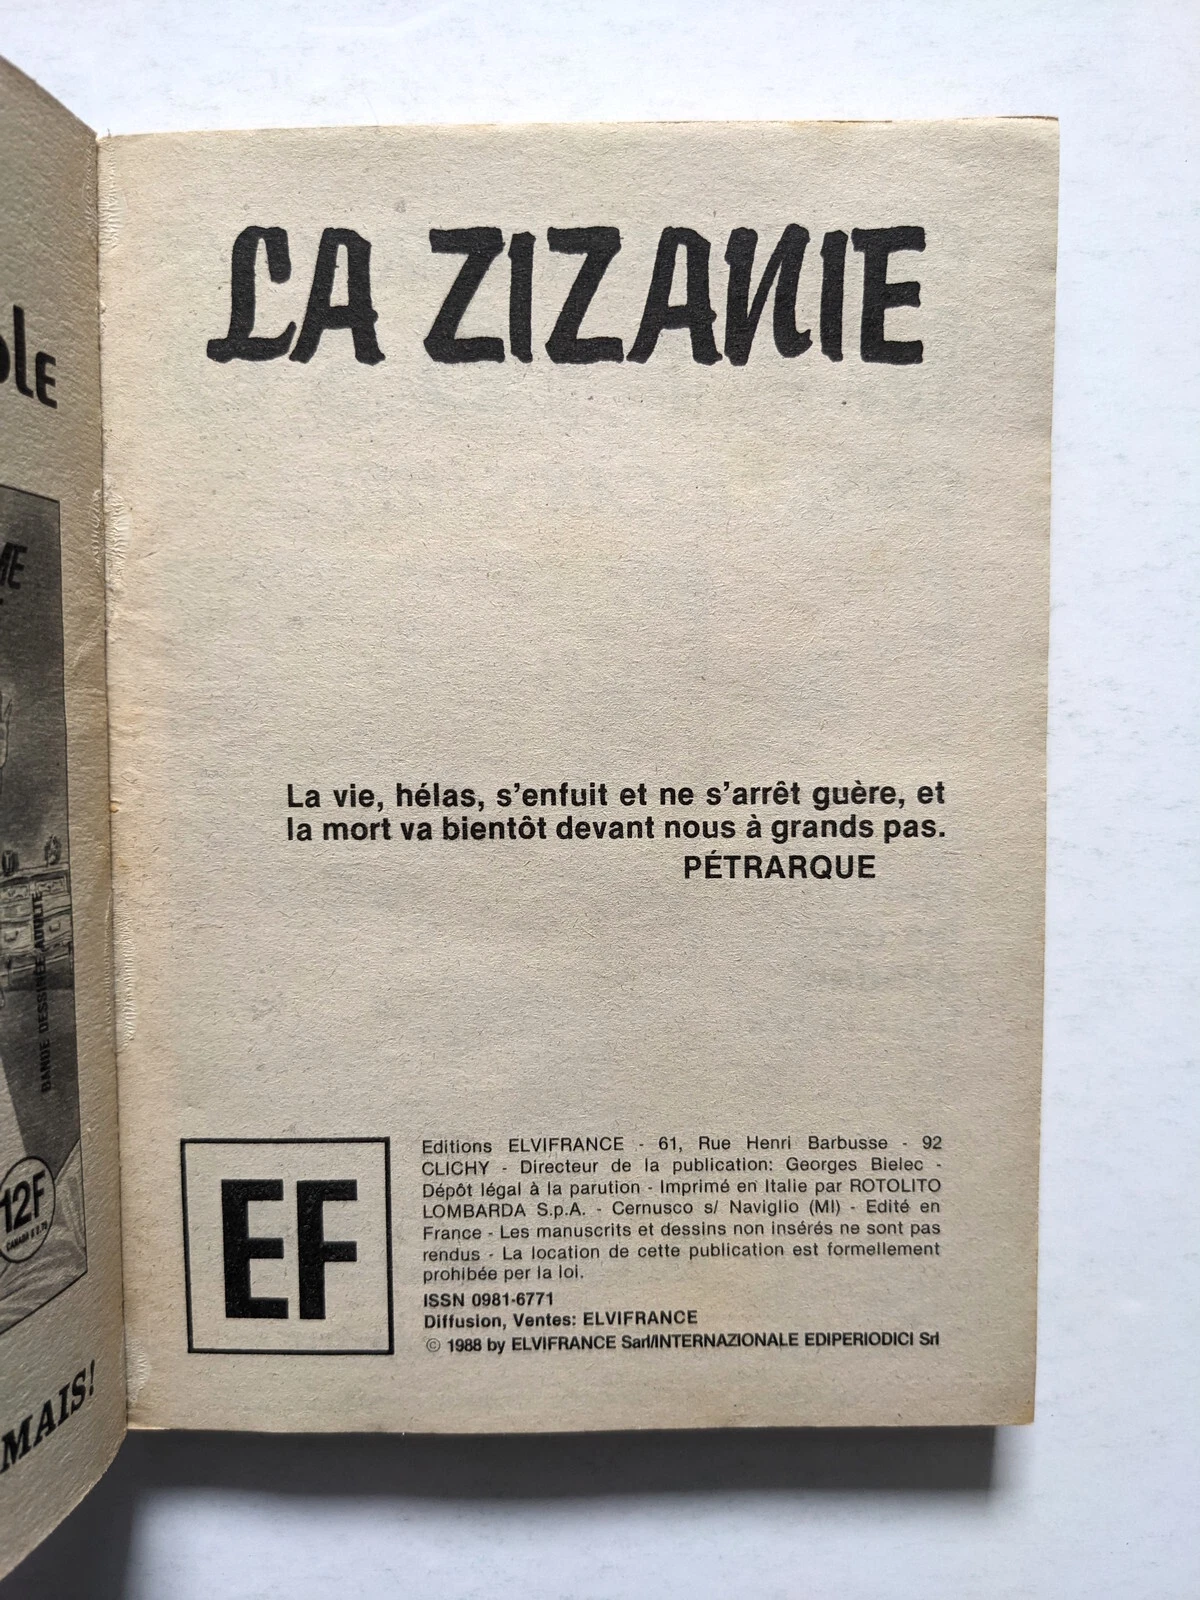 LA ZIZANIE
La vie, hélas, s'enfuit et ne s'arrêt guère, et
la mort va bientôt devant nous à grands pas.
PÉTRARQUE
EF
Editions ELVIFRANCE - 61, Rue Henri Barbusse - 92
CLICHY - Directeur de la publication: Georges Bielec -
Dépôt légal à la parution - Imprimé en Italie par ROTOLITO
LOMBARDA S.p.A. - Cernusco s/ Naviglio (MI) - Edité en
France - Les manuscrits et dessins non insérés ne sont pas
rendus - La location de cette publication est formellement
prohibée per la loi.
ISSN 0981-6771
Diffusion, Ventes: ELVIFRANCE
© 1988 by ELVIFRANCE Sarl/INTERNAZIONALE EDIPERIODICI Srl
BANDE DESSINÉE ADULTE
12F
MAIS!